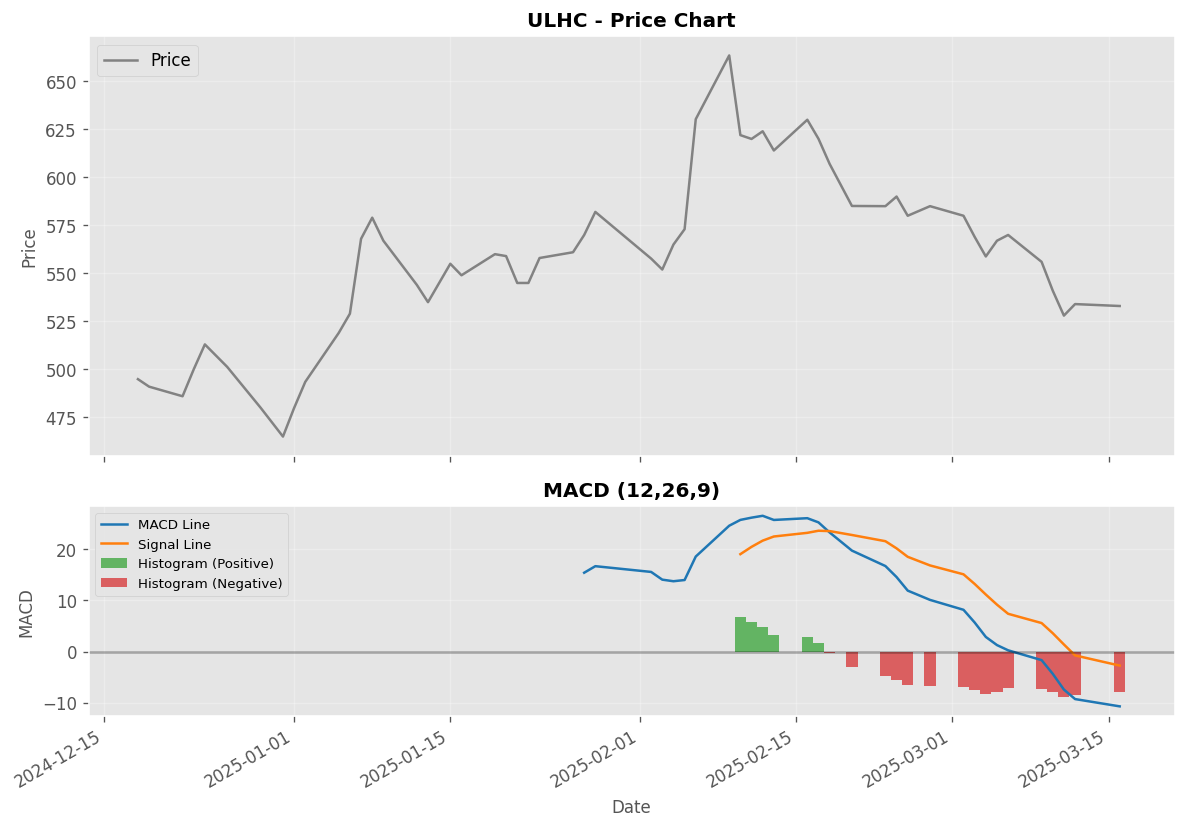 ULHC - Price Chart
Price
650
625
600
575
550
525
500
475
Price
MACD (12,26,9)
MACD Line
Signal Line
Histogram (Positive)
Histogram (Negative)
20
10
0
−10
MACD
2024-12-15
2025-01-01
2025-01-15
2025-02-01
2025-02-15
2025-03-01
2025-03-15
Date